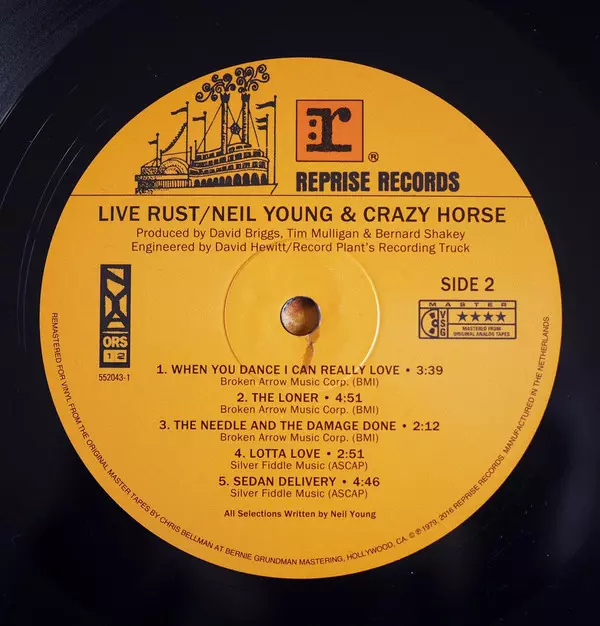 r
®
REPRISE RECORDS
LIVE RUST/NEIL YOUNG & CRAZY HORSE
Produced by David Briggs, Tim Mulligan & Bernard Shakey
Engineered by David Hewitt/Record Plant's Recording Truck
SIDE 2
NYA
ORS
12
552043-1
MASTER
VSG
★★★★
MASTERED FROM
ORIGINAL ANALOG TAPES
1. WHEN YOU DANCE I CAN REALLY LOVE • 3:39
Broken Arrow Music Corp. (BMI)
2. THE LONER • 4:51
Broken Arrow Music Corp. (BMI)
3. THE NEEDLE AND THE DAMAGE DONE • 2:12
Broken Arrow Music Corp. (BMI)
4. LOTTA LOVE • 2:51
Silver Fiddle Music (ASCAP)
5. SEDAN DELIVERY • 4:46
Silver Fiddle Music (ASCAP)
All Selections Written by Neil Young
REMASTERED FOR VINYL FROM THE ORIGINAL MASTER TAPES BY CHRIS BELLMAN AT BERNIE GRUNDMAN MASTERING, HOLLYWOOD, CA. © ℗ 1979, 2016 REPRISE RECORDS. MANUFACTURED IN THE NETHERLANDS.